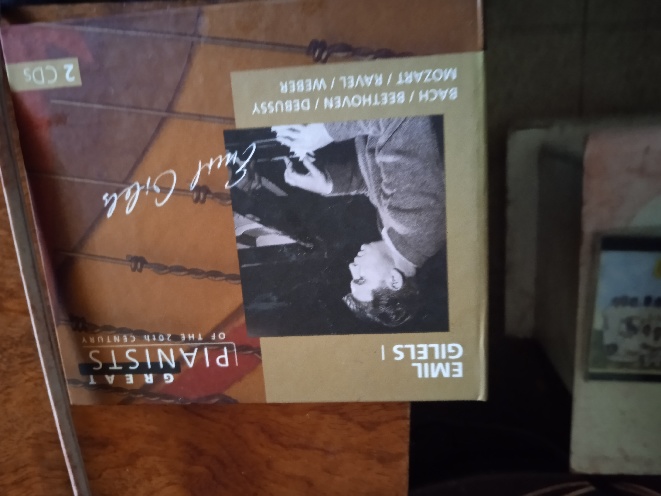 EMIL
GILELS I
GREAT
PIANISTS
OF THE 20TH CENTURY
Emil Gilels
BACH / BEETHOVEN / DEBUSSY
MOZART / RAVEL / WEBER
2 CDs